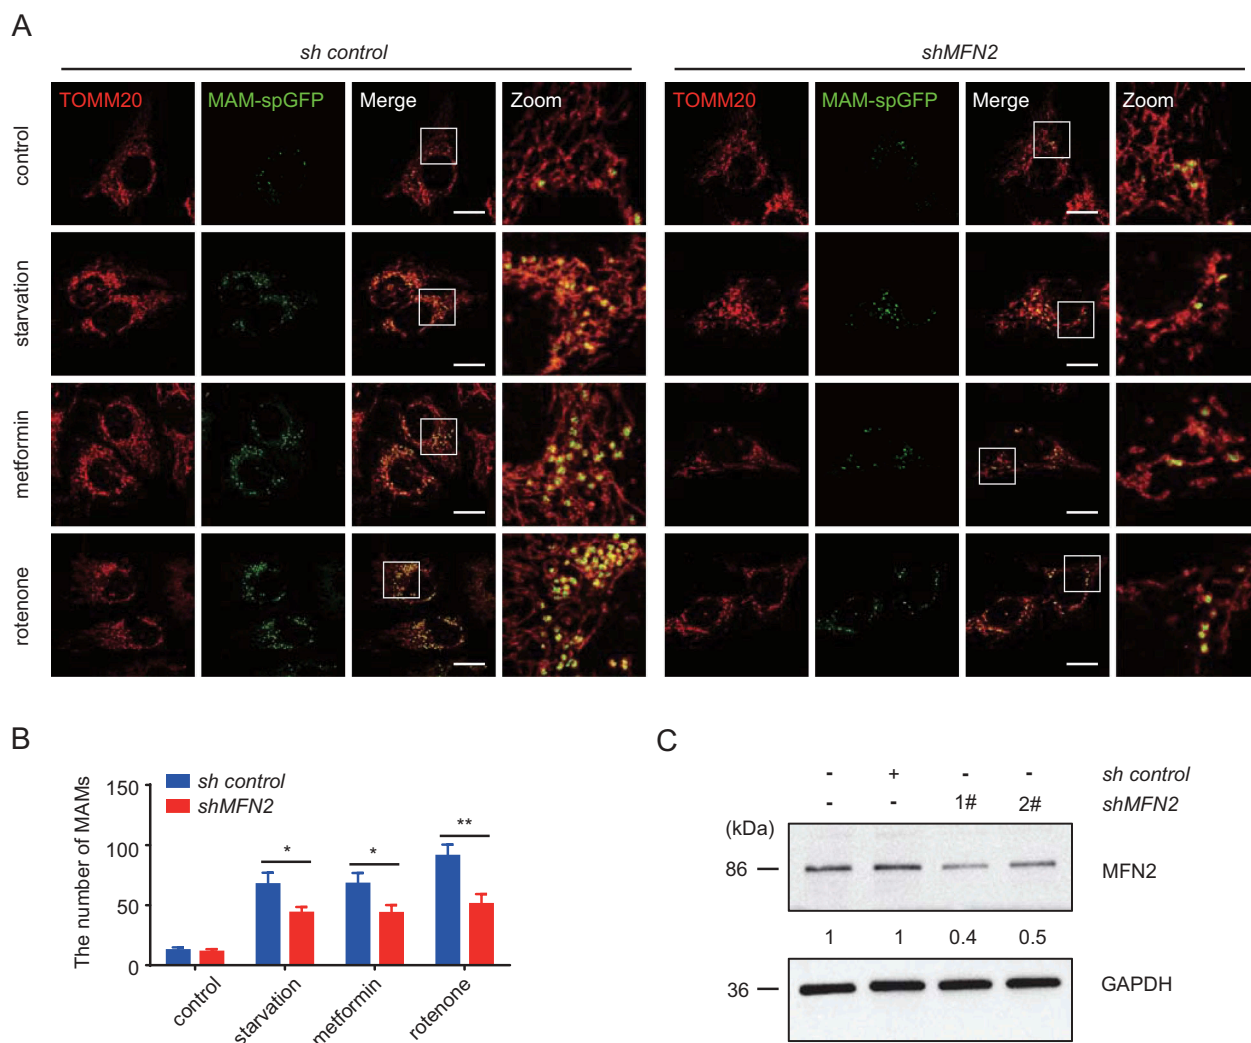 A
sh control
shMFN2
TOMM20 MAM-spGFP Merge Zoom TOMM20 MAM-spGFP Merge Zoom
control
starvation
metformin
rotenone
B
The number of MAMs
150
100
50
0
sh control
shMFN2
* * **
control starvation metformin rotenone
C
- + - - sh control
- - 1# 2# shMFN2
(kDa)
86 MFN2
1 1 0.4 0.5
36 GAPDH